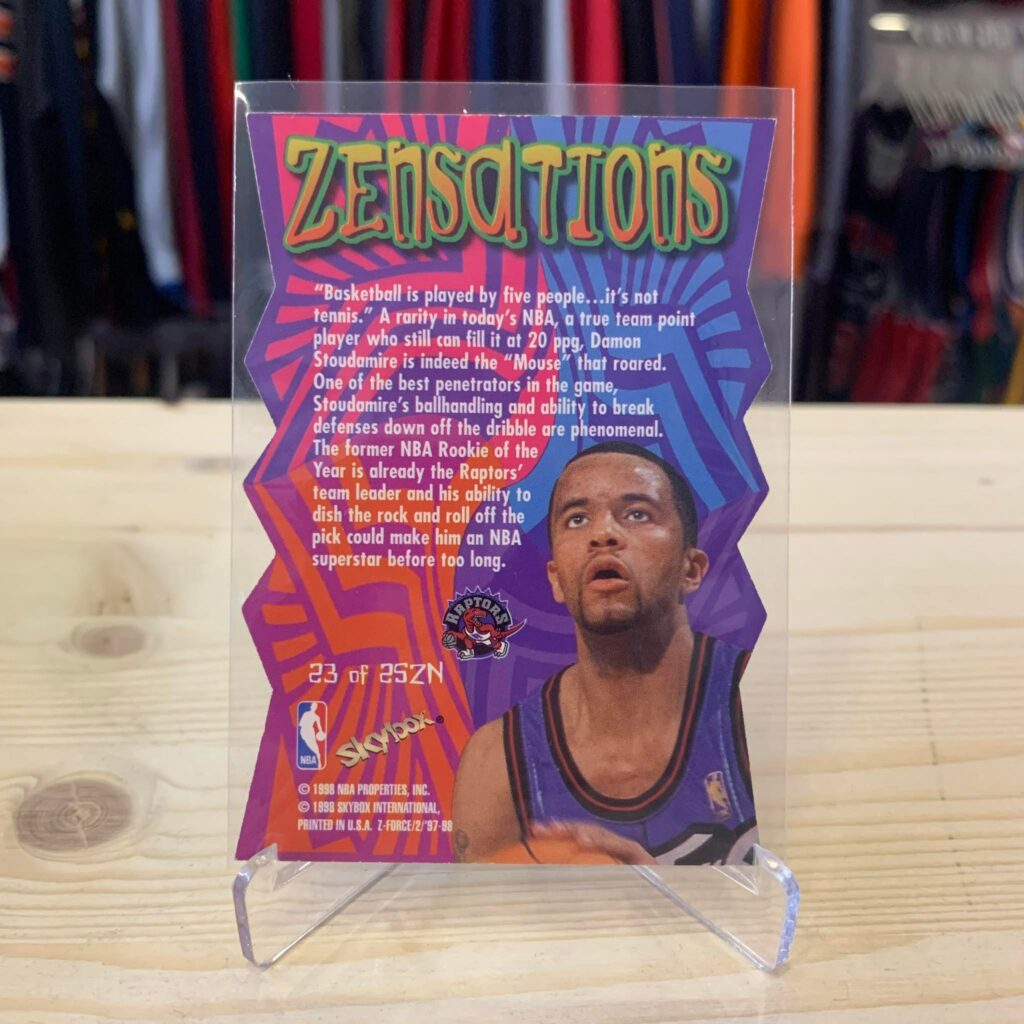 Zensations
“Basketball is played by five people...it’s not
tennis.” A rarity in today’s NBA, a true team point
player who still can fill it at 20 ppg, Damon
Stoudamire is indeed the “Mouse” that roared.
One of the best penetrators in the game,
Stoudamire’s ballhandling and ability to break
defenses down off the dribble are phenomenal.
The former NBA Rookie of the
Year is already the Raptors’
team leader and his ability to
dish the rock and roll off the
pick could make him an NBA
superstar before too long.
RAPTORS
23 of 25ZN
NBA
SkyBox®
© 1998 NBA PROPERTIES, INC.
© 1998 SKYBOX INTERNATIONAL,
PRINTED IN U.S.A. Z-FORCE/2/'97-98